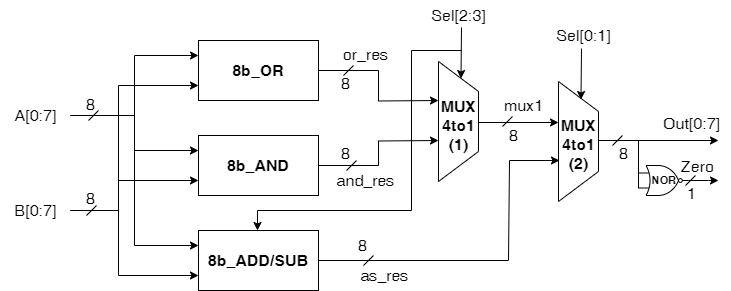 Sel[2:3]
Sel[0:1]
or_res
8b_OR
8
MUX
4to1
(1)
mux1
8
MUX
4to1
(2)
A[0:7]
8
Out[0:7]
8
8b_AND
8
and_res
Zero
NOR
1
B[0:7]
8
8b_ADD/SUB
8
as_res